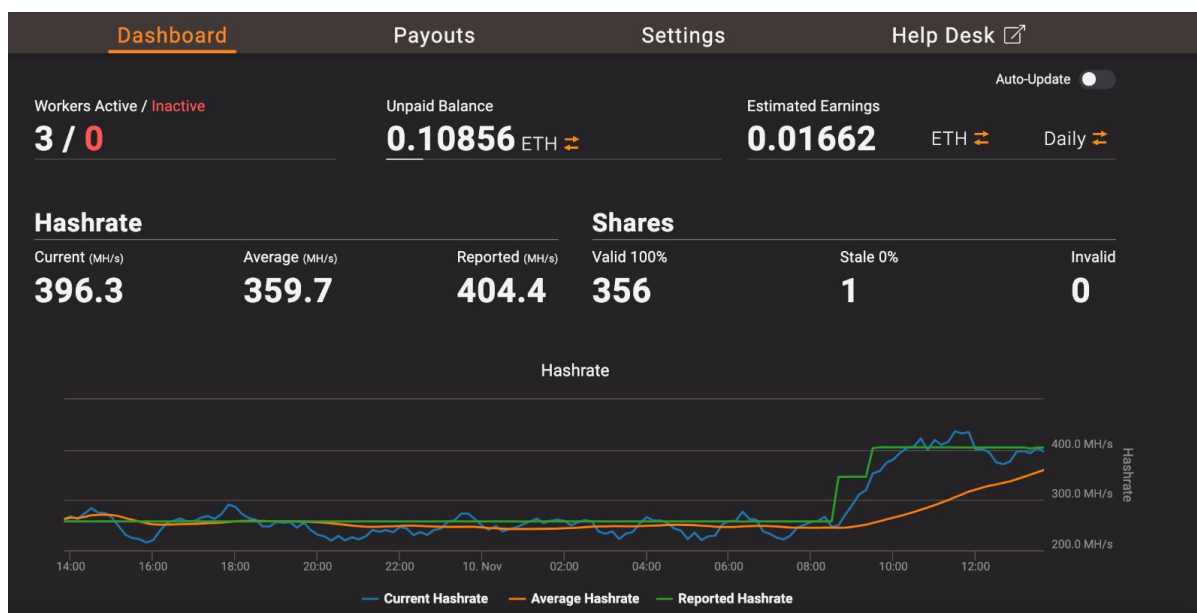 Dashboard Payouts Settings Help Desk
Auto-Update
Workers Active / Inactive Unpaid Balance Estimated Earnings
3 / 0 0.10856 ETH 0.01662 ETH Daily
Hashrate Shares
Current (MH/s) Average (MH/s) Reported (MH/s) Valid 100% Stale 0% Invalid
396.3 359.7 404.4 356 1 0
Hashrate
400.0 MH/s
300.0 MH/s
200.0 MH/s
Hashrate
14:00 16:00 18:00 20:00 22:00 10. Nov 02:00 04:00 06:00 08:00 10:00 12:00
Current Hashrate Average Hashrate Reported Hashrate